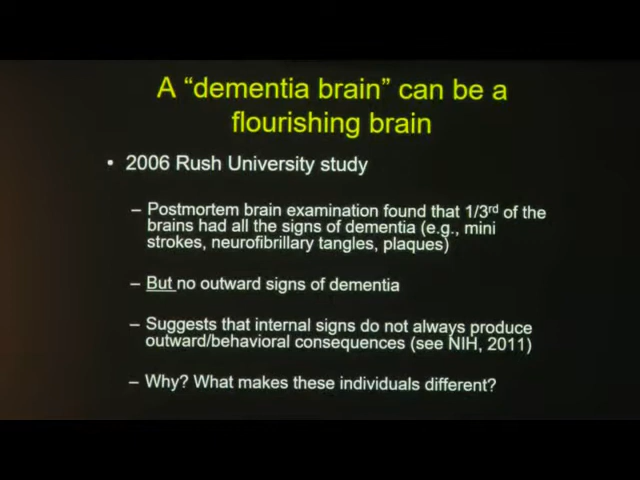 A “dementia brain” can be a
flourishing brain
• 2006 Rush University study
– Postmortem brain examination found that 1/3rd of the
brains had all the signs of dementia (e.g., mini
strokes, neurofibrillary tangles, plaques)
– But no outward signs of dementia
– Suggests that internal signs do not always produce
outward/behavioral consequences (see NIH, 2011)
– Why? What makes these individuals different?